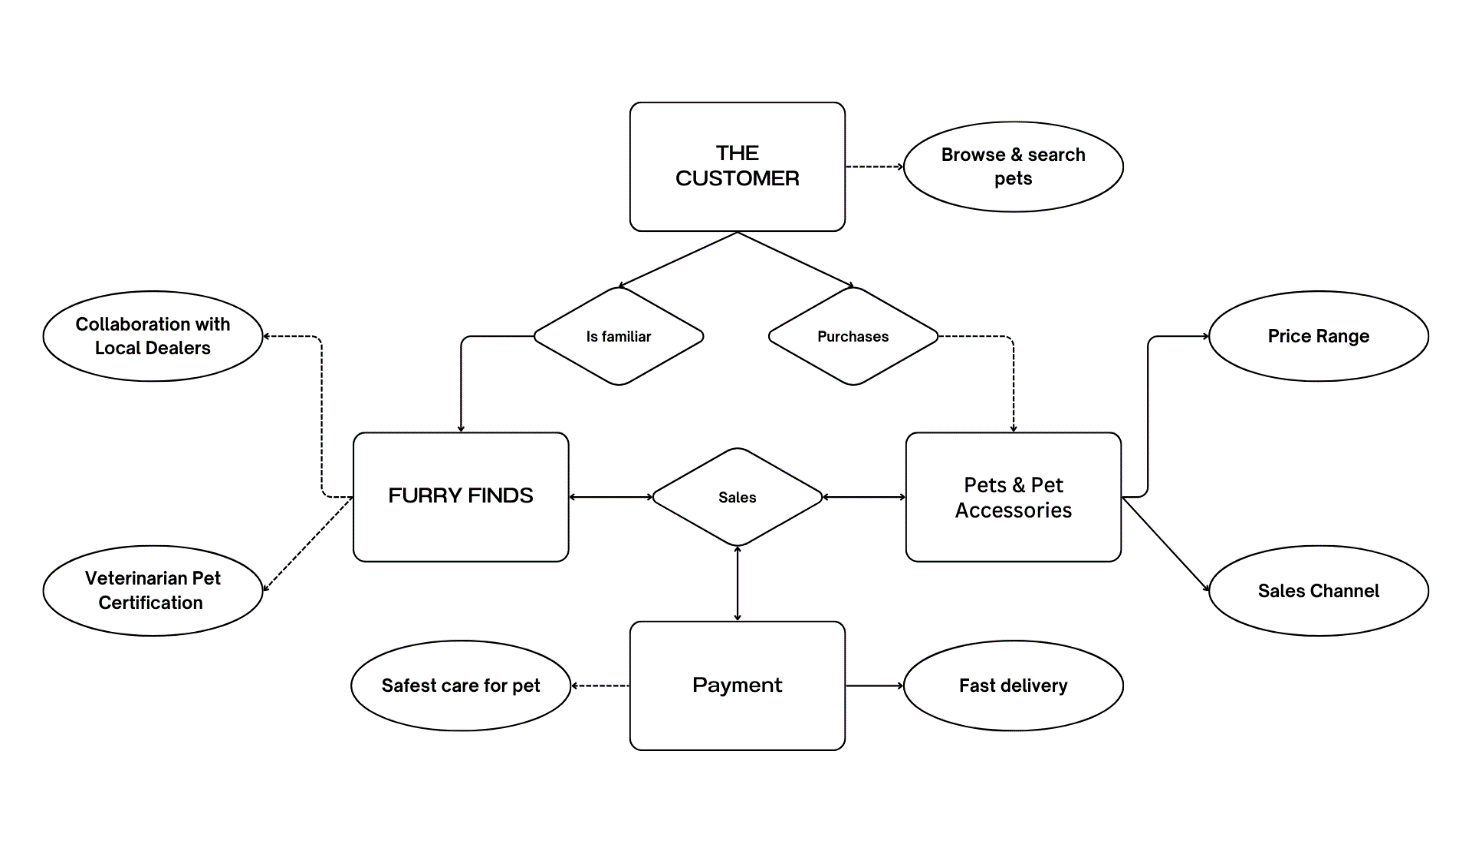 THE
CUSTOMER
Browse & search
pets
Collaboration with
Local Dealers
Is familiar
Purchases
Price Range
FURRY FINDS
Sales
Pets & Pet
Accessories
Veterinarian Pet
Certification
Sales Channel
Safest care for pet
Payment
Fast delivery